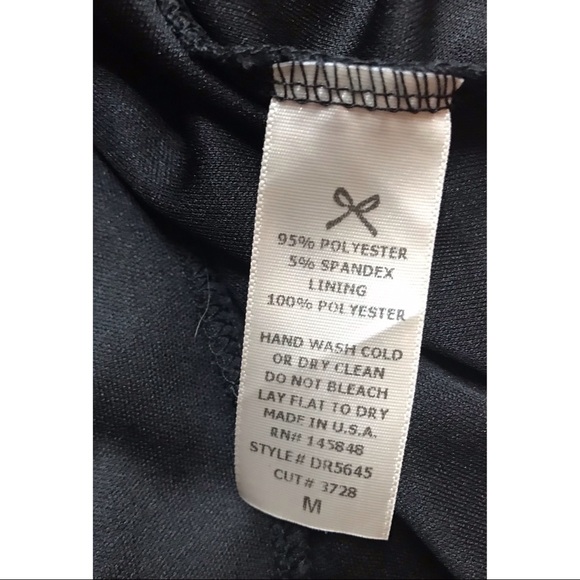 95% POLYESTER
5% SPANDEX
LINING
100% POLYESTER
HAND WASH COLD
OR DRY CLEAN
DO NOT BLEACH
LAY FLAT TO DRY
MADE IN U.S.A.
RN# 145848
STYLE# DR5645
CUT# 3728
M